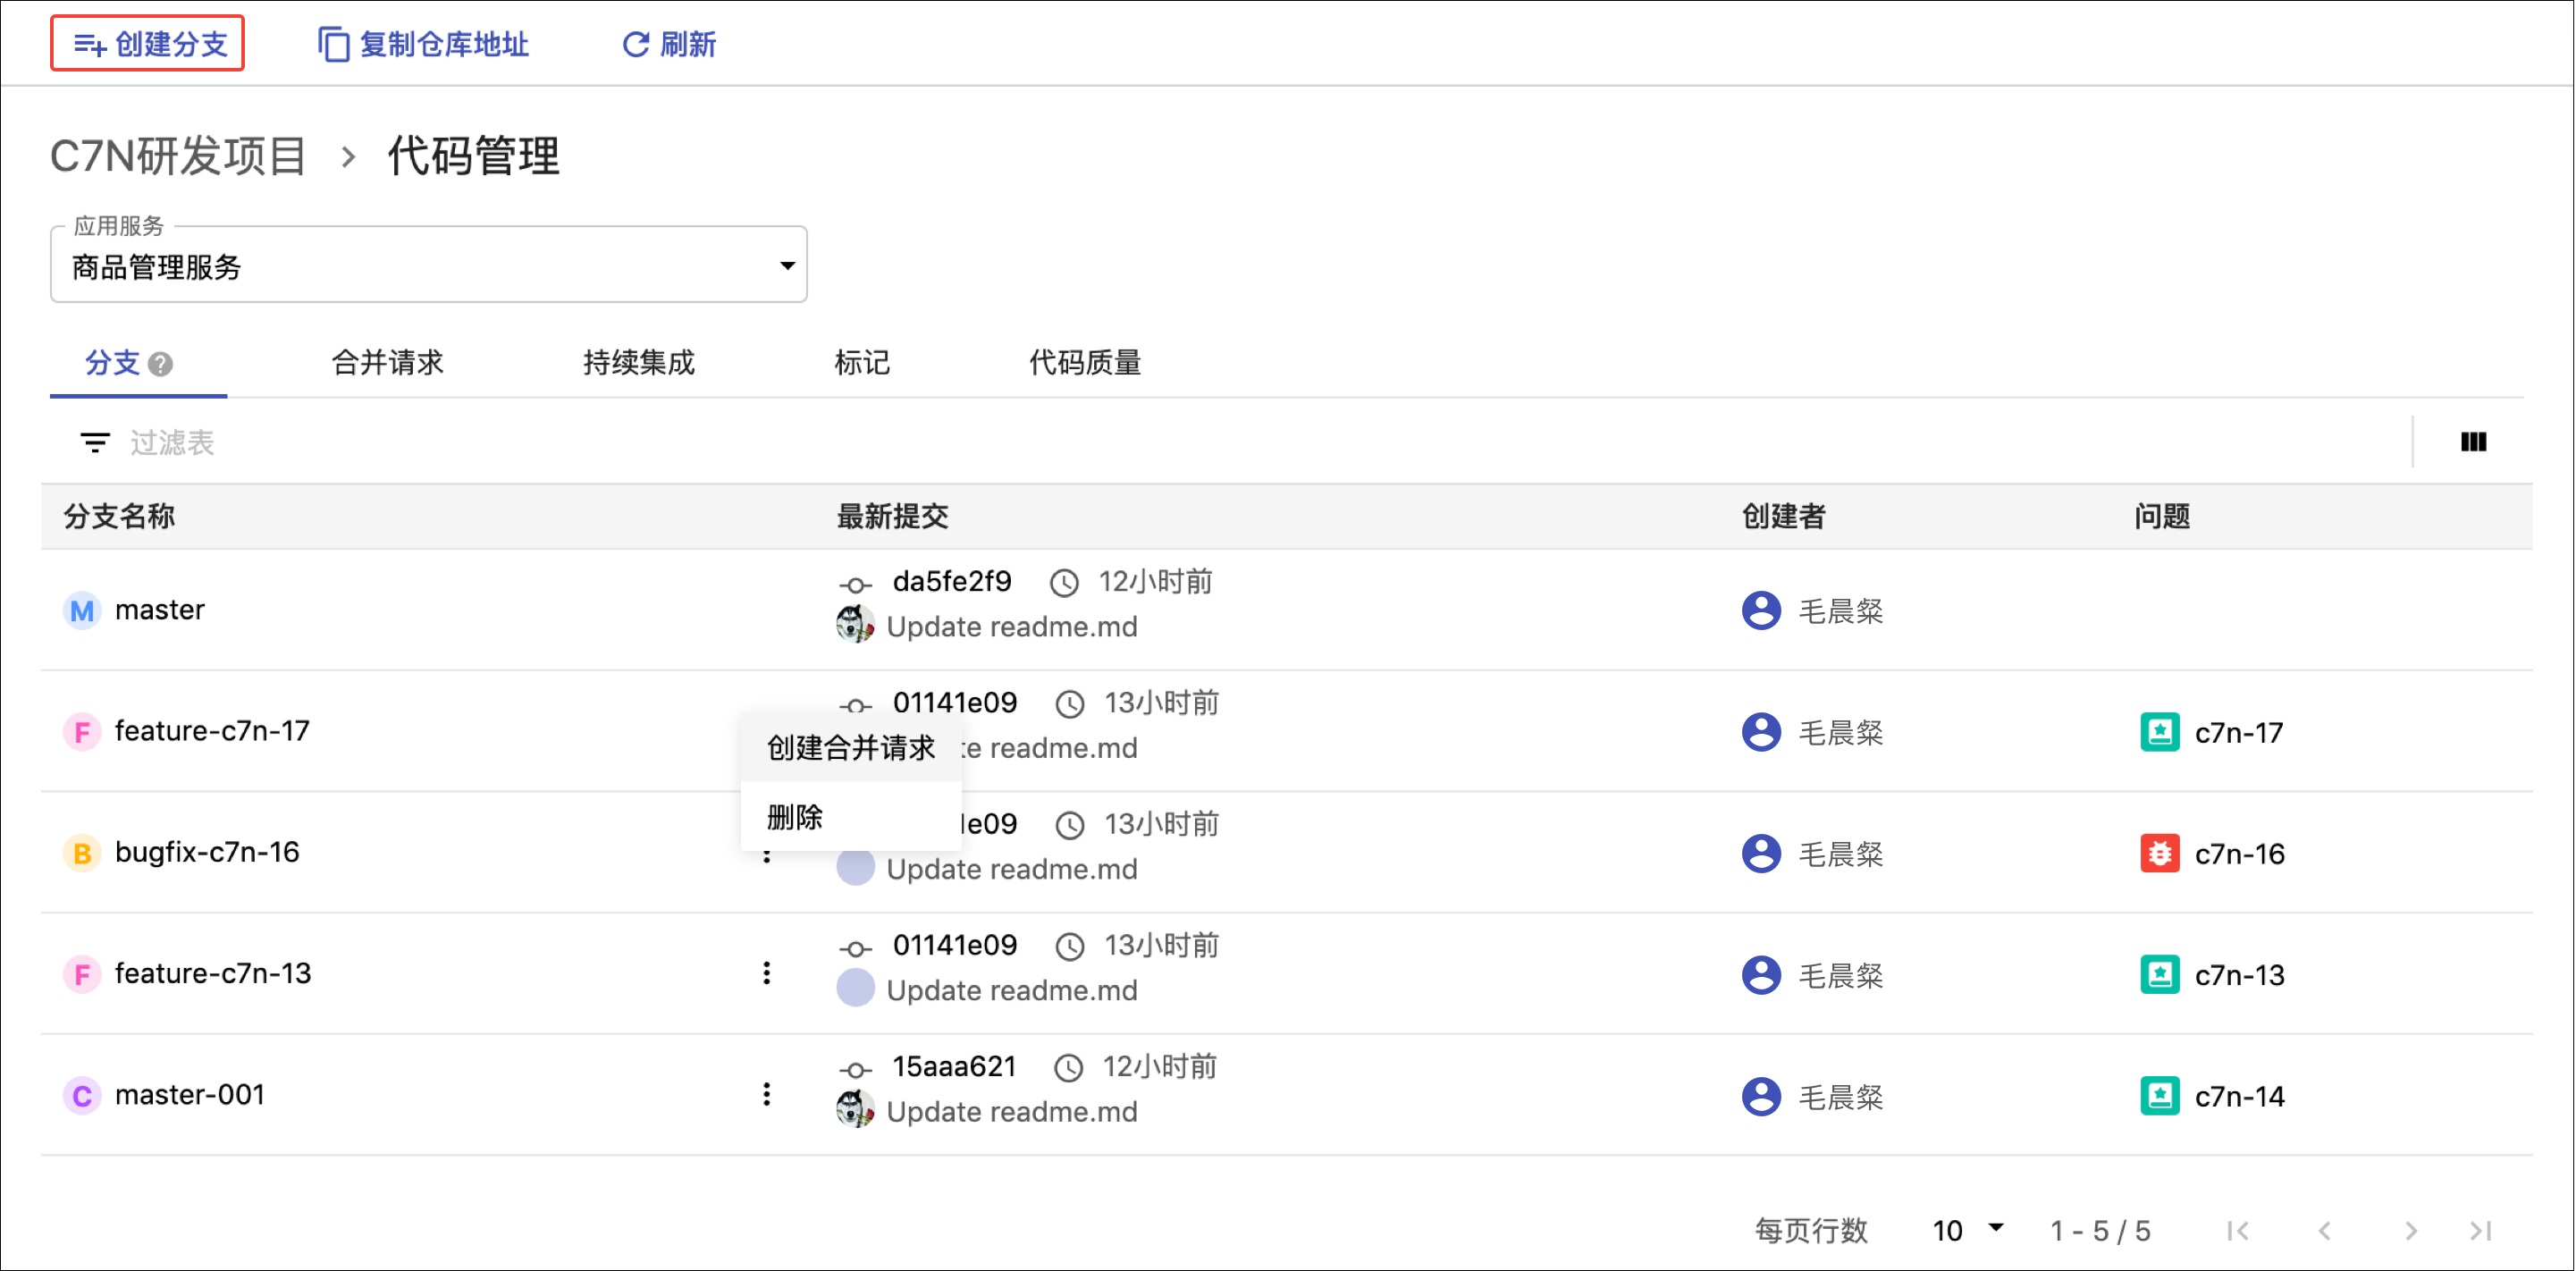 创建分支 复制仓库地址 刷新
C7N研发项目 › 代码管理
应用服务
商品管理服务
分支 ? 合并请求 持续集成 标记 代码质量
过滤表
分支名称 最新提交 创建者 问题
da5fe2f9 12小时前
M master 毛晨粲
Update readme.md
01141e09 13小时前
F feature-c7n-17 毛晨粲 c7n-17
创建合并请求 te readme.md
删除
1e09 13小时前
B bugfix-c7n-16 毛晨粲 c7n-16
Update readme.md
01141e09 13小时前
F feature-c7n-13 毛晨粲 c7n-13
Update readme.md
15aaa621 12小时前
C master-001 毛晨粲 c7n-14
Update readme.md
每页行数 10 1 - 5 / 5